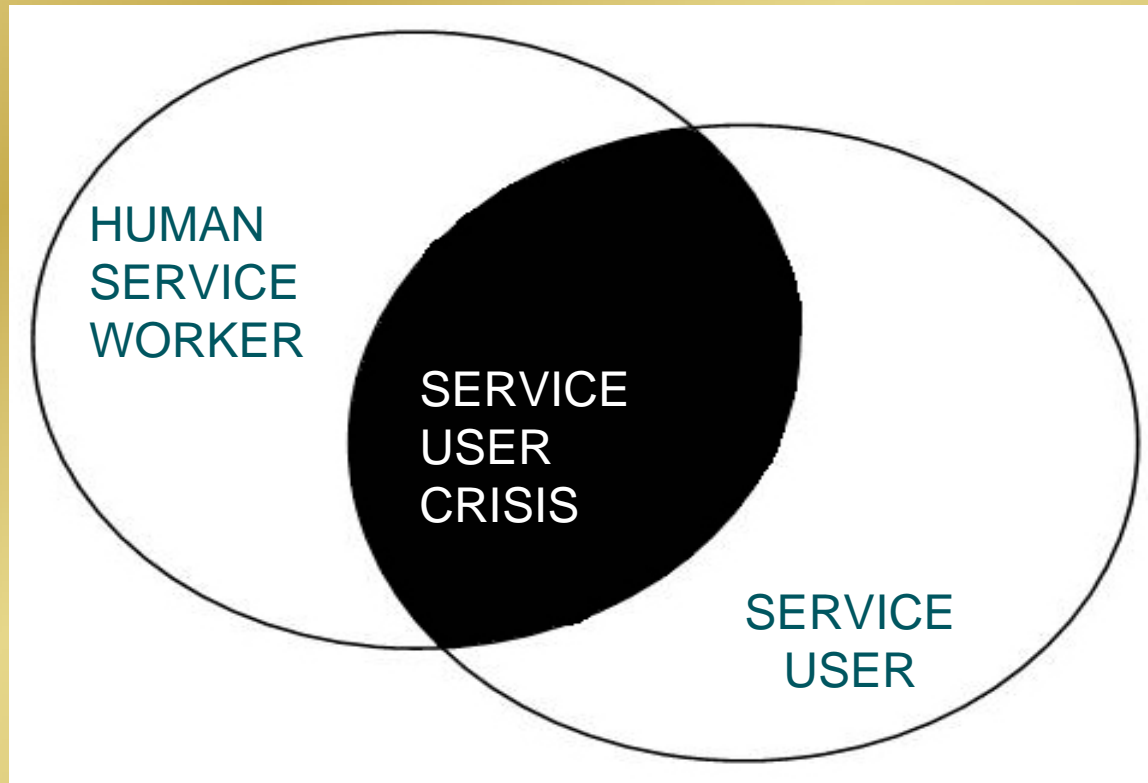 HUMAN
SERVICE
WORKER
SERVICE
USER
CRISIS
SERVICE
USER